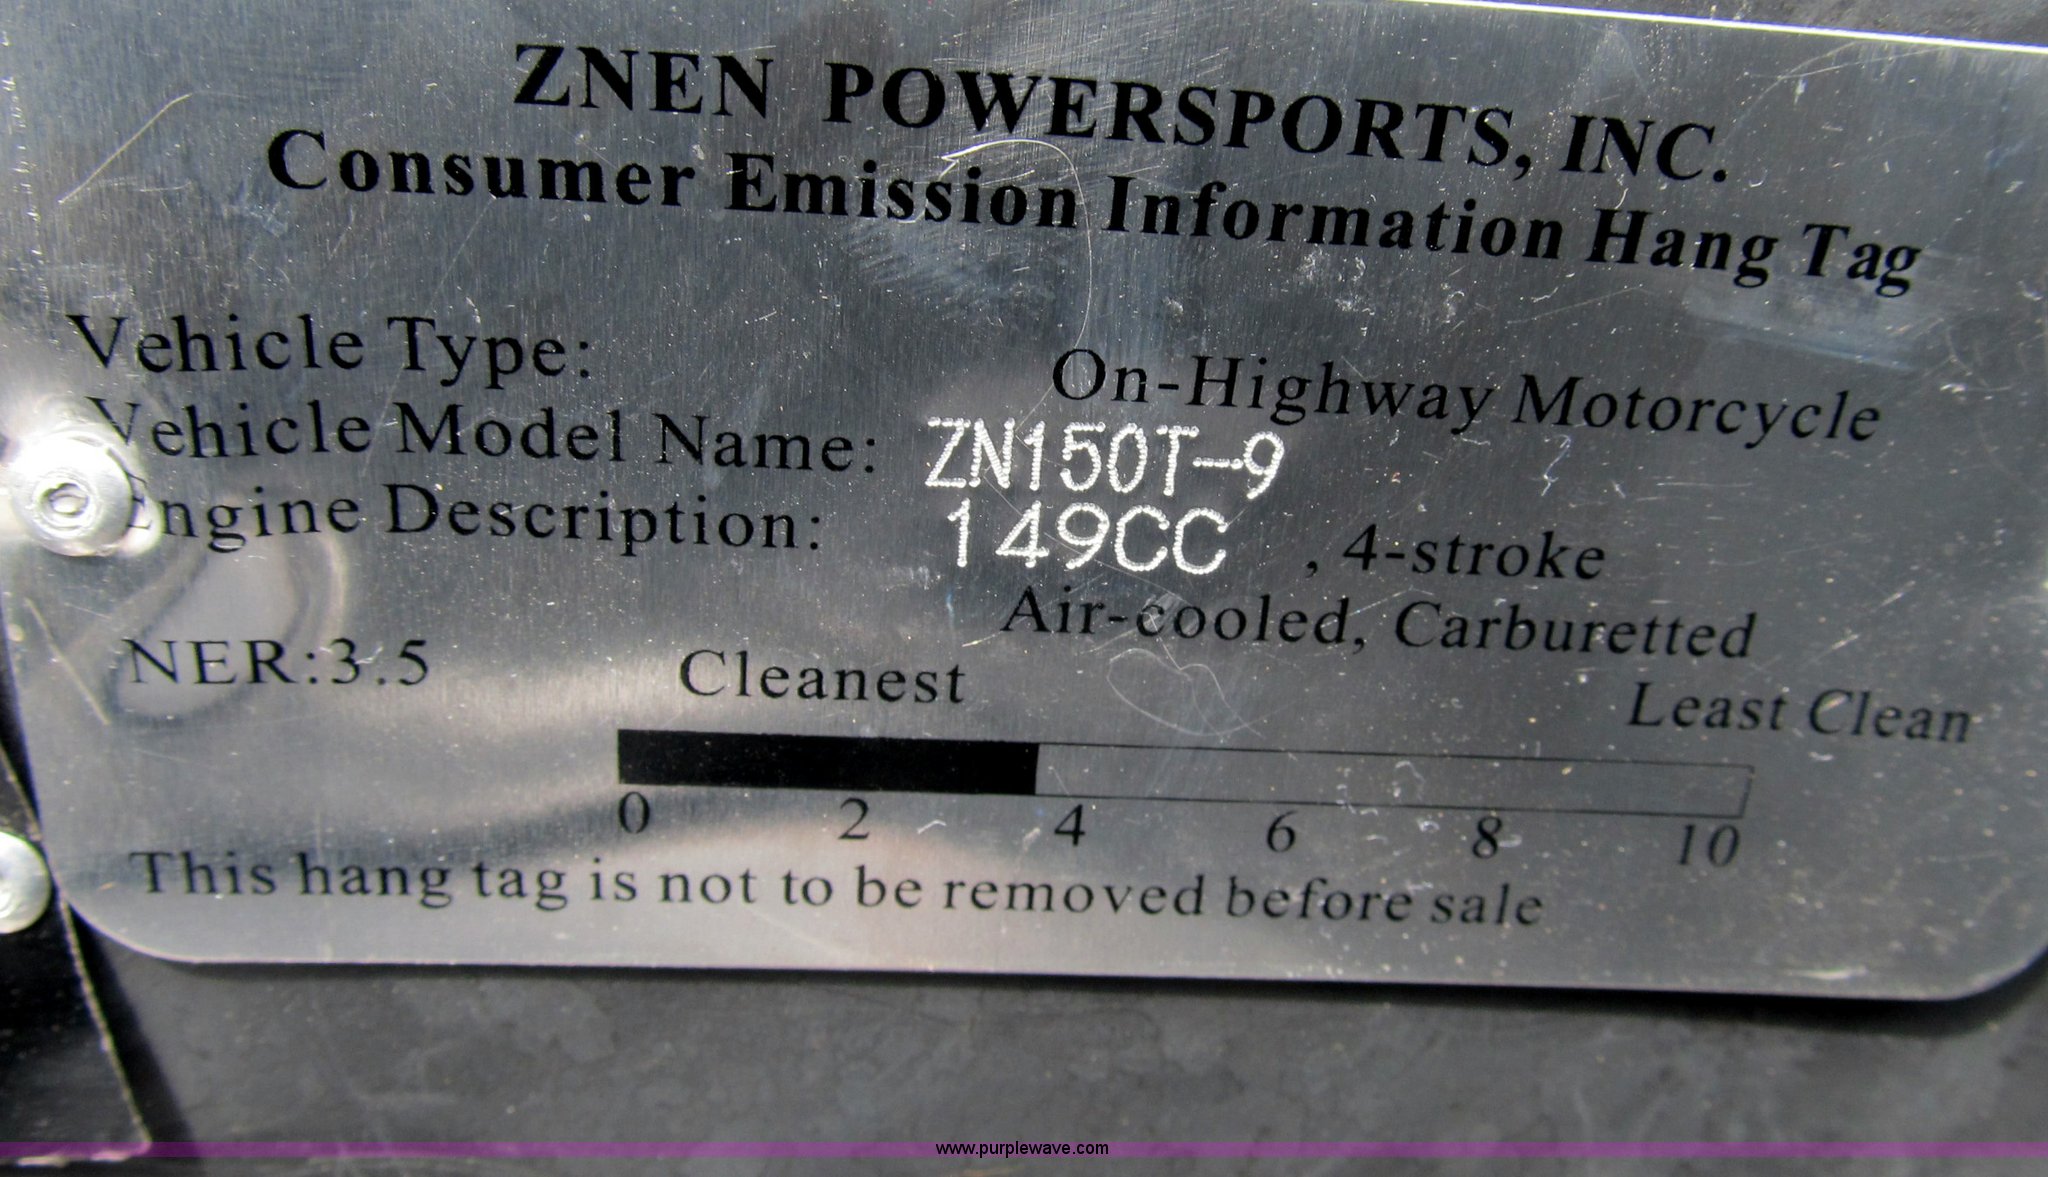 ZNEN POWERSPORTS, INC.
Consumer Emission Information Hang Tag
Vehicle Type: On-Highway Motorcycle
Vehicle Model Name: ZN150T-9
Engine Description: 149CC , 4-stroke
Air-cooled, Carburetted
NER:3.5 Cleanest Least Clean
0 2 4 6 8 10
This hang tag is not to be removed before sale
www.purplewave.com